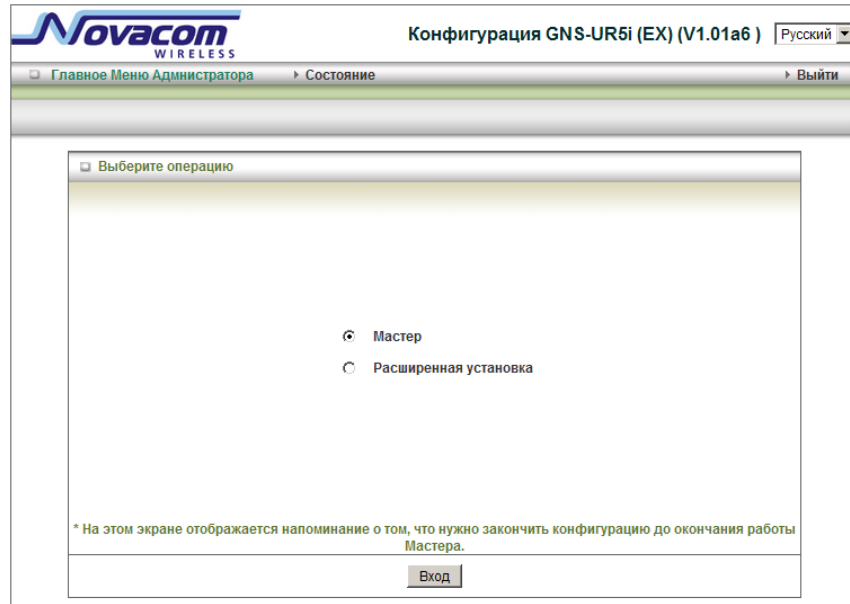 Novacom
WIRELESS
Конфигурация GNS-UR5i (EX) (V1.01a6 )
Русский
Главное Меню Адмнистратора
Состояние
Выйти
Выберите операцию
Мастер
Расширенная установка
* На этом экране отображается напоминание о том, что нужно закончить конфигурацию до окончания работы
Мастера.
Вход